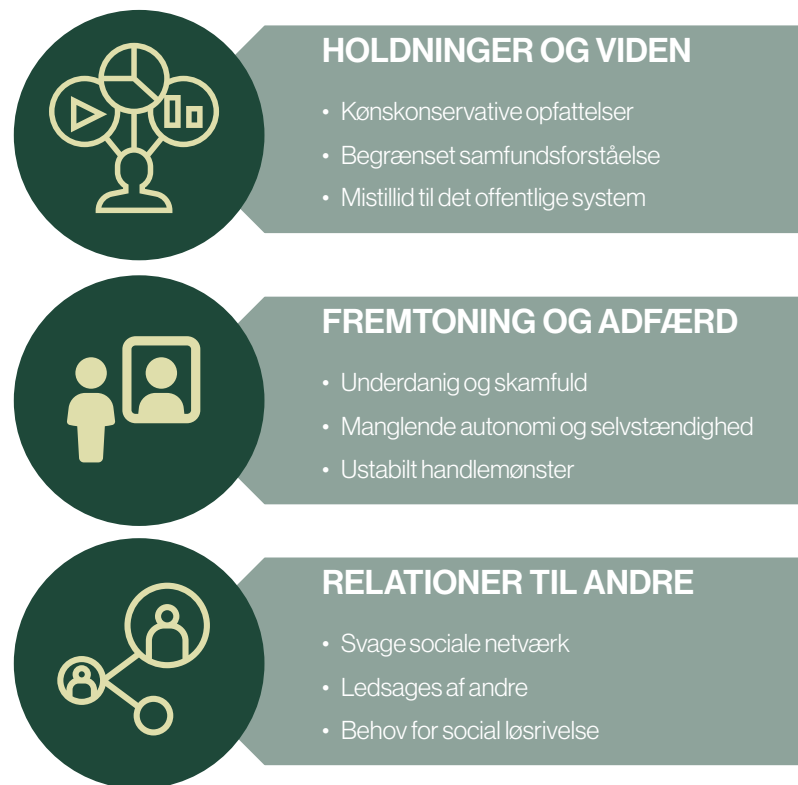 HOLDNINGER OG VIDEN
• Kønskonservative opfattelser
• Begrænset samfundsforståelse
• Mistillid til det offentlige system
FREMTONING OG ADFÆRD
• Underdanig og skamfuld
• Manglende autonomi og selvstændighed
• Ustabilt handlemønster
RELATIONER TIL ANDRE
• Svage sociale netværk
• Ledsages af andre
• Behov for social løsrivelse